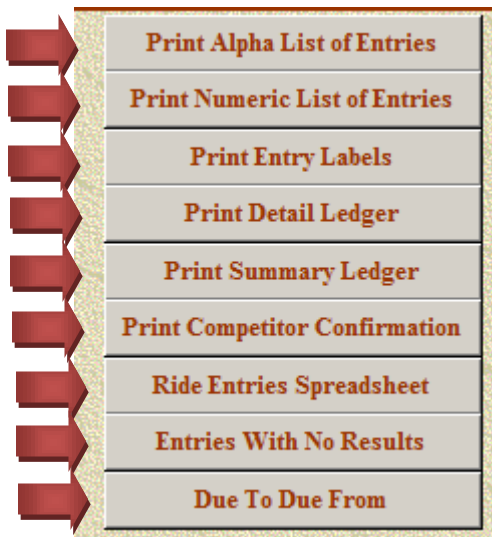 Print Alpha List of Entries
Print Numeric List of Entries
Print Entry Labels
Print Detail Ledger
Print Summary Ledger
Print Competitor Confirmation
Ride Entries Spreadsheet
Entries With No Results
Due To Due From